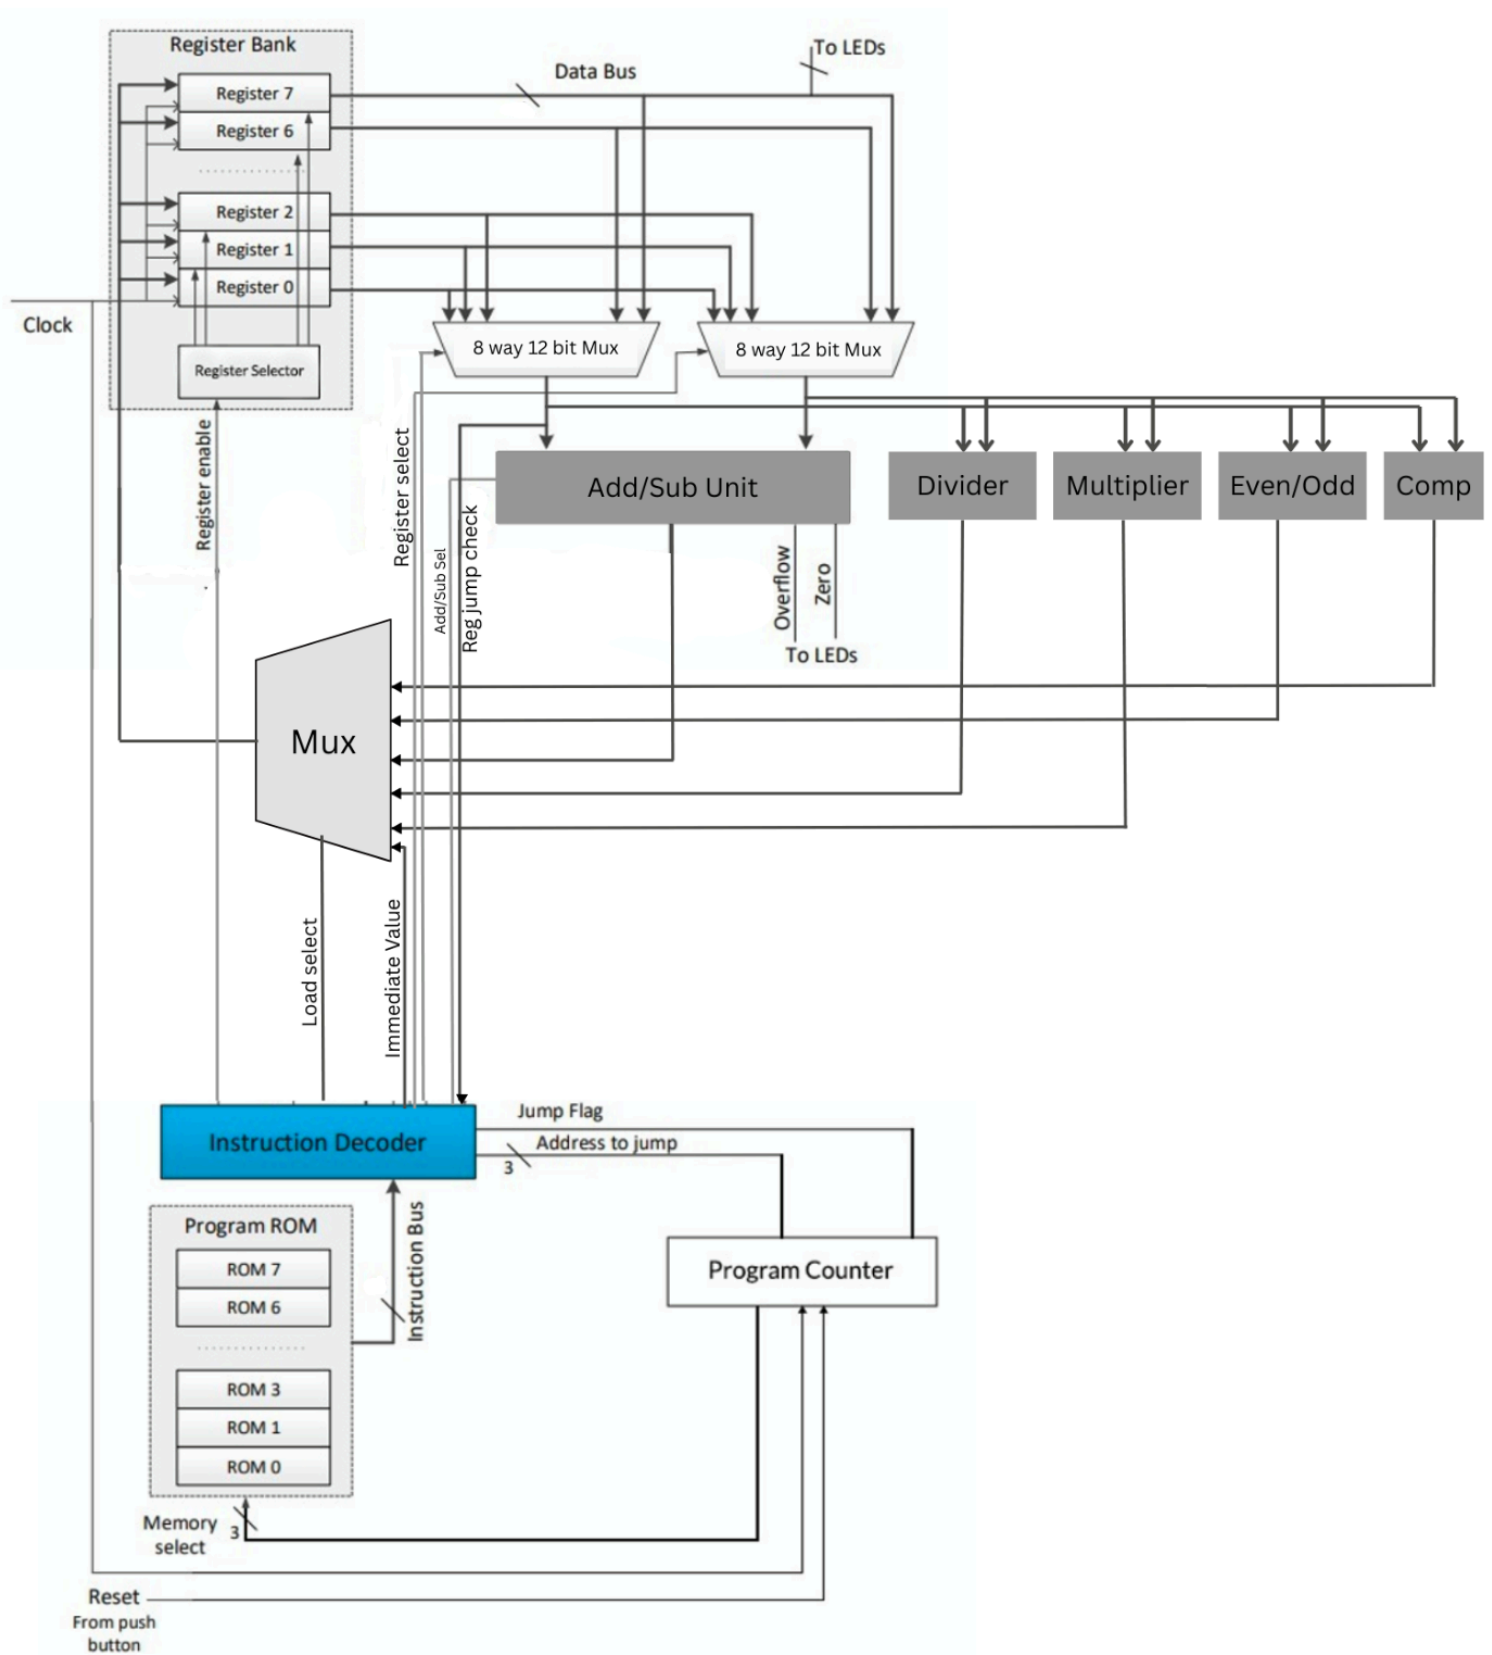 Register Bank
To LEDs
Data Bus
Register 7
Register 6
Register 2
Register 1
Register 0
Clock
8 way 12 bit Mux
8 way 12 bit Mux
Register Selector
Register enable
Register select
Add/Sub Sel
Reg jump check
Add/Sub Unit
Divider
Multiplier
Even/Odd
Comp
Overflow
Zero
To LEDs
Mux
Load select
Immediate Value
Instruction Decoder
Jump Flag
Address to jump
3
Program ROM
Instruction Bus
ROM 7
ROM 6
ROM 3
ROM 1
ROM 0
Program Counter
Memory
select
3
Reset
From push
button